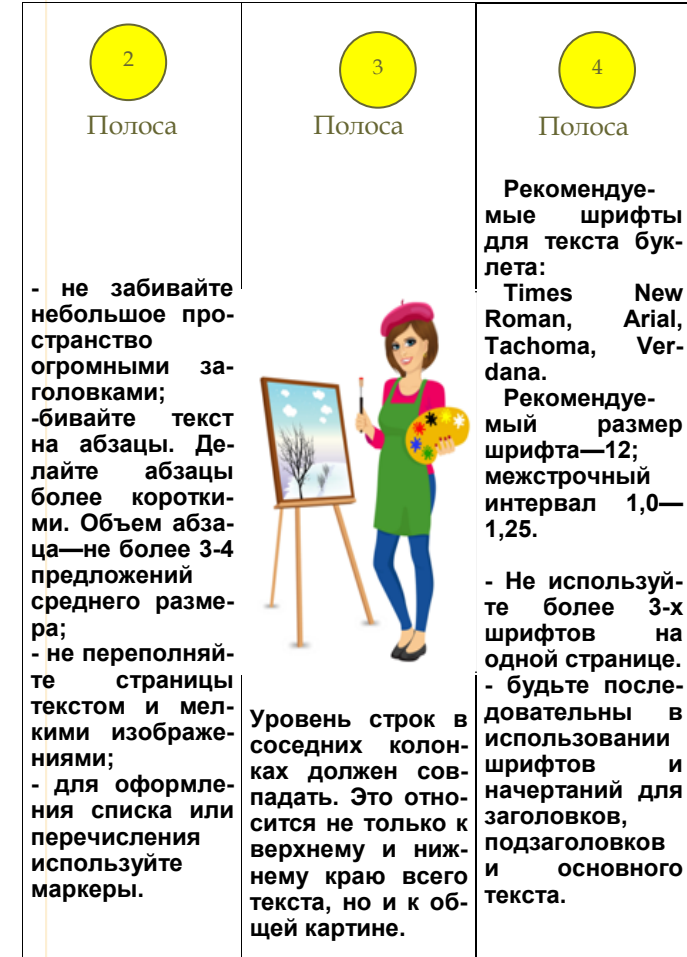 2
Полоса
- не забивайте
небольшое про-
странство
огромными за-
головками;
-бивайте текст
на абзацы. Де-
лайте абзацы
более коротки-
ми. Объем абза-
ца—не более 3-4
предложений
среднего разме-
ра;
- не переполняй-
те страницы
текстом и мел-
кими изображе-
ниями;
- для оформле-
ния списка или
перечисления
используйте
маркеры.
3
Полоса
Уровень строк в
соседних колон-
ках должен сов-
падать. Это отно-
сится не только к
верхнему и ниж-
нему краю всего
текста, но и к об-
щей картине.
4
Полоса
Рекомендуе-
мые шрифты
для текста бук-
лета:
Times New
Roman, Arial,
Tachoma, Ver-
dana.
Рекомендуе-
мый размер
шрифта—12;
межстрочный
интервал 1,0—
1,25.
- Не используй-
те более 3-х
шрифтов на
одной странице.
- будьте после-
довательны в
использовании
шрифтов и
начертаний для
заголовков,
подзаголовков
и основного
текста.